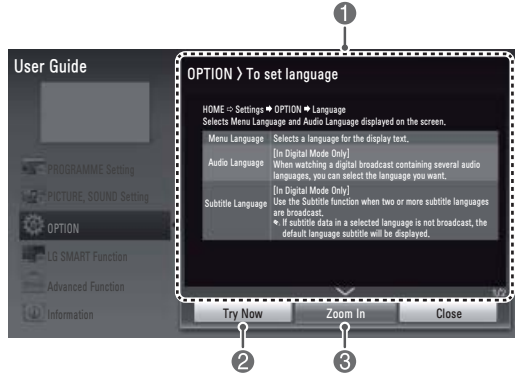 1
User Guide
OPTION 〉 To set language
HOME ⇨ Settings ➡ OPTION ➡ Language
Selects Menu Language and Audio Language displayed on the screen.
Menu Language Selects a language for the display text.
Audio Language [In Digital Mode Only]
When watching a digital broadcast containing several audio
languages, you can select the language you want.
Subtitle Language [In Digital Mode Only]
Use the Subtitle function when two or more subtitle languages
are broadcast.
If subtitle data in a selected language is not broadcast, the
default language subtitle will be displayed.
PROGRAMME Setting
PICTURE, SOUND Setting
OPTION
LG SMART Function
Advanced Function
Information
1/2
Try Now Zoom In Close
2 3